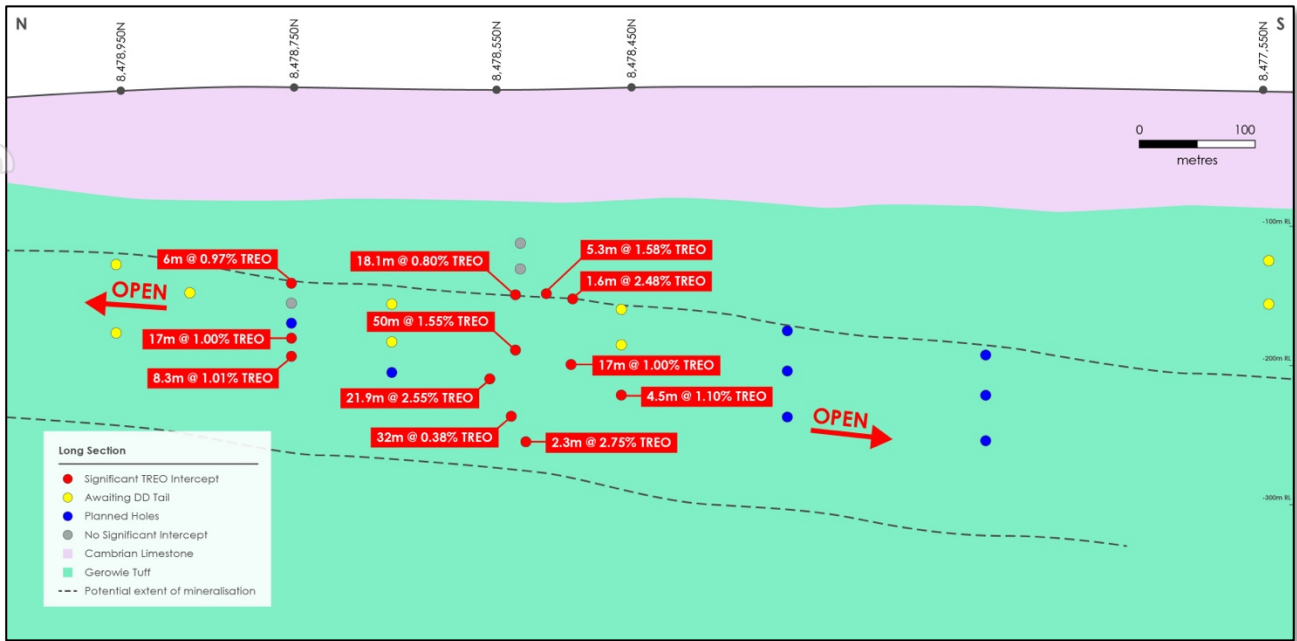 N
S
8,478,950N
8,478,750N
8,478,550N
8,478,450N
8,477,550N
0 100
metres
-100m RL
6m @ 0.97% TREO
18.1m @ 0.80% TREO
5.3m @ 1.58% TREO
1.6m @ 2.48% TREO
OPEN
50m @ 1.55% TREO
17m @ 1.00% TREO
17m @ 1.00% TREO
-200m RL
8.3m @ 1.01% TREO
21.9m @ 2.55% TREO
4.5m @ 1.10% TREO
OPEN
32m @ 0.38% TREO
2.3m @ 2.75% TREO
-300m RL
Long Section
Significant TREO Intercept
Awaiting DD Tail
Planned Holes
No Significant Intercept
Cambrian Limestone
Gerowie Tuff
Potential extent of mineralisation